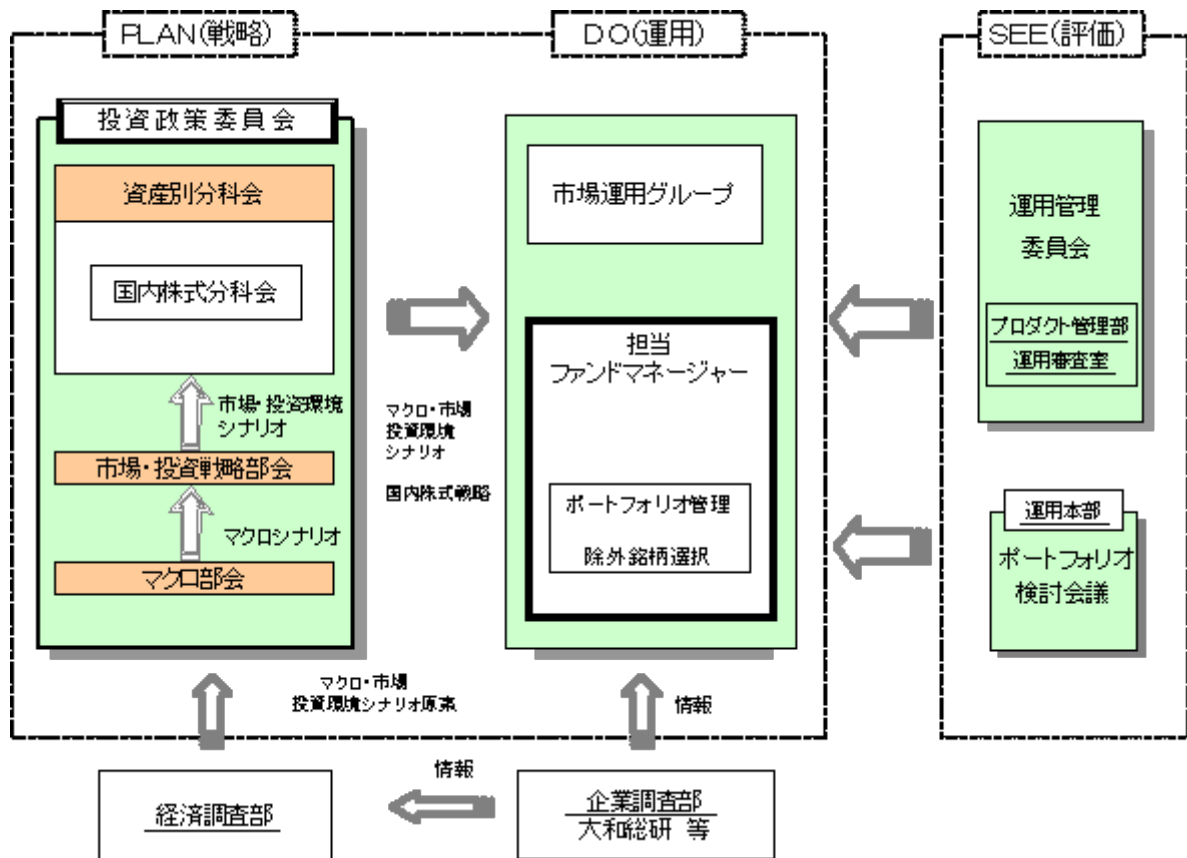 PLAN(戦略)
投資政策委員会
資産別分科会
国内株式分科会
市場・投資環境
シナリオ
市場・投資戦略部会
マクロシナリオ
マクロ部会
マクロ・市場
投資環境
シナリオ
国内株式戦略
DO(運用)
市場運用グループ
担当
ファンドマネージャー
ポートフォリオ管理
除外銘柄選択
SEE(評価)
運用管理
委員会
プロダクト管理部
運用審査室
運用本部
ポートフォリオ
検討会議
マクロ・市場
投資環境シナリオ原案
情報
経済調査部
情報
企業調査部
大和総研 等